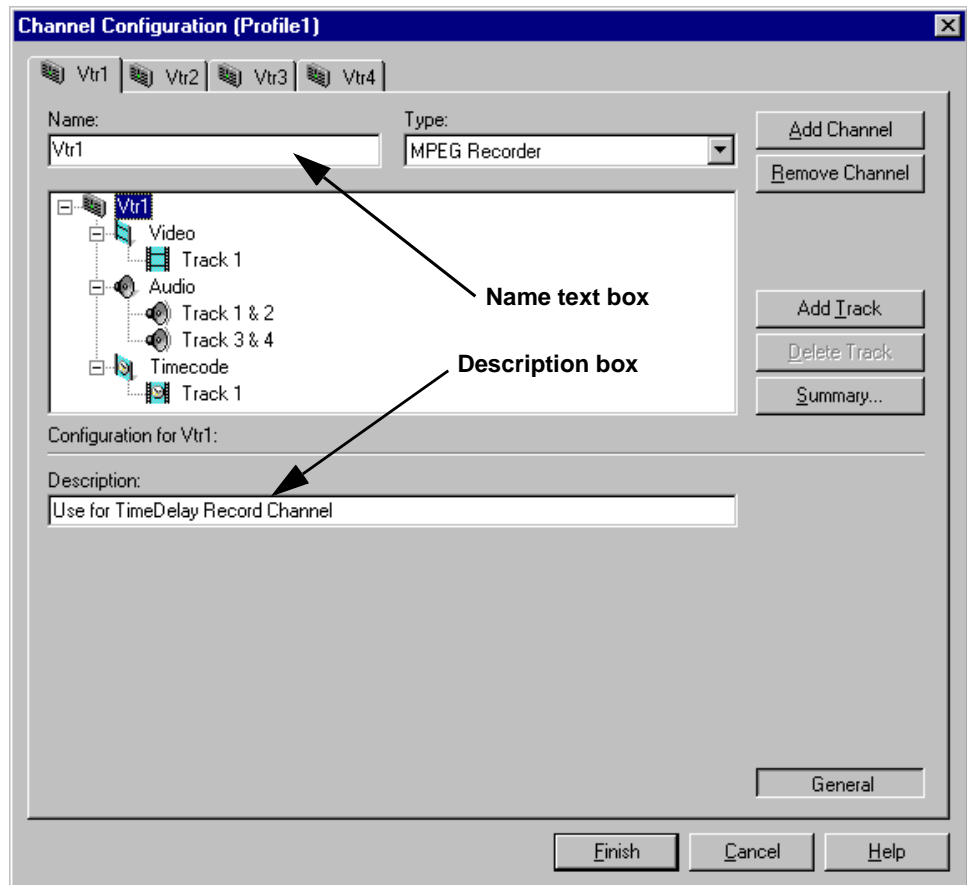 Channel Configuration (Profile1)
Vtr1 Vtr2 Vtr3 Vtr4
Name: Type:
Vtr1 MPEG Recorder
Add Channel
Remove Channel
Vtr1
Video
Track 1
Audio
Track 1 & 2
Track 3 & 4
Timecode
Track 1
Name text box
Description box
Add Track
Delete Track
Summary...
Configuration for Vtr1:
Description:
Use for TimeDelay Record Channel
General
Finish Cancel Help